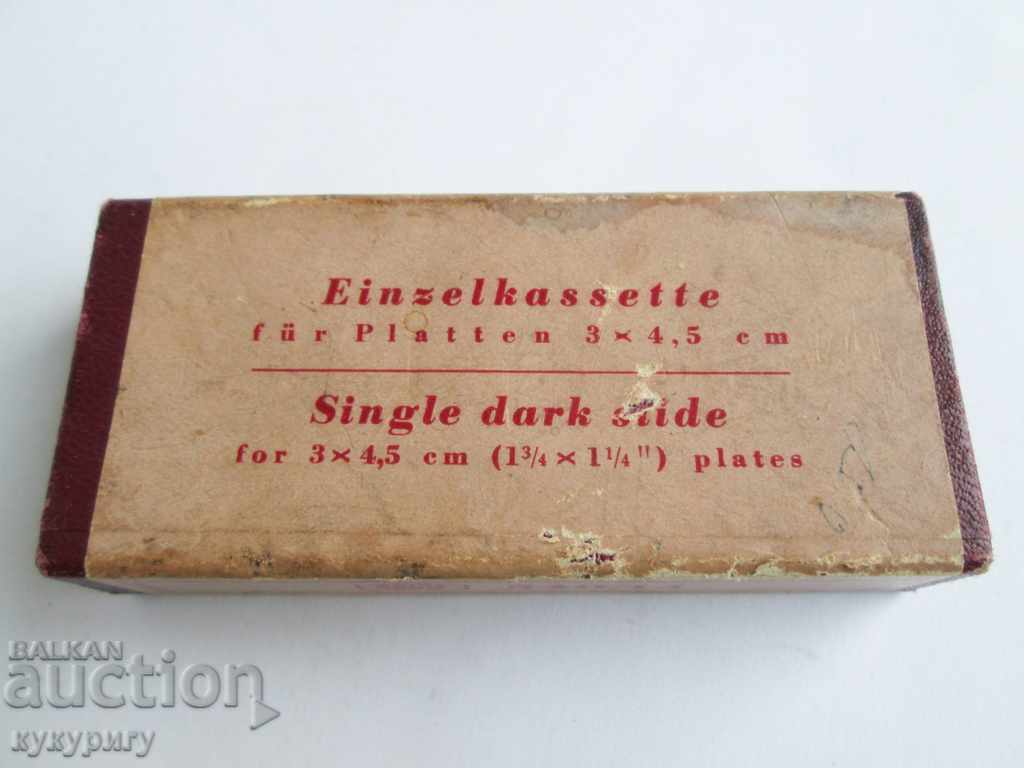 Einzelkassette
für Platten 3 × 4,5 cm
Single dark slide
for 3 × 4,5 cm (1³/₄ × 1¹/₄") plates
BALKAN
auction
кукуригу